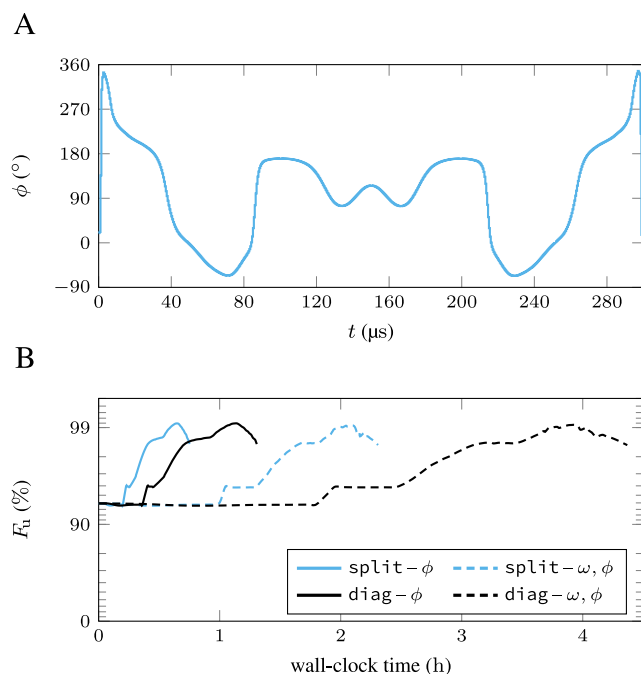 A
360
270
180
90
0
−90
ϕ (°)
0 40 80 120 160 200 240 280
t (µs)
B
99
90
0
F_u (%)
split−ϕ split−ω, ϕ
diag−ϕ diag−ω, ϕ
0 1 2 3 4
wall-clock time (h)